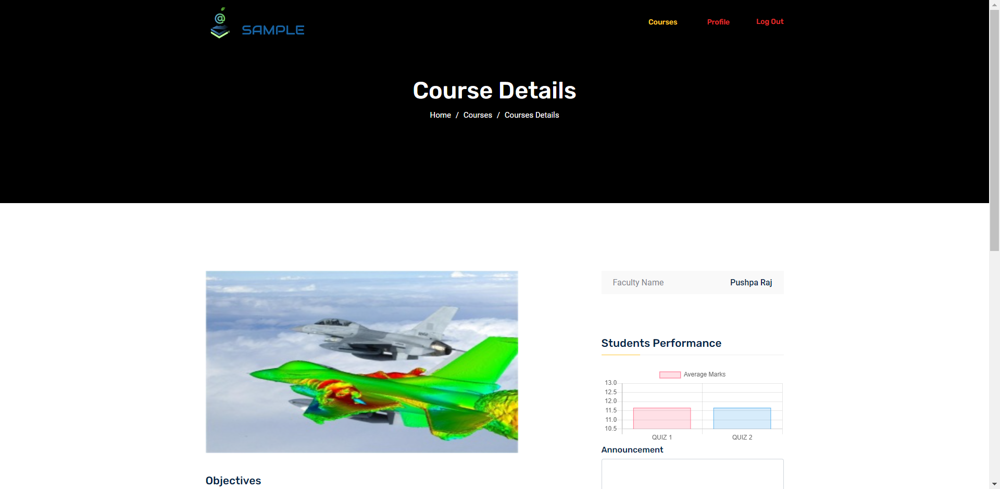 @
SAMPLE
Courses
Profile
Log Out
Course Details
Home / Courses / Courses Details
Faculty Name
Pushpa Raj
Students Performance
Average Marks
13.0
12.5
12.0
11.5
11.0
10.5
QUIZ 1
QUIZ 2
Announcement
Objectives